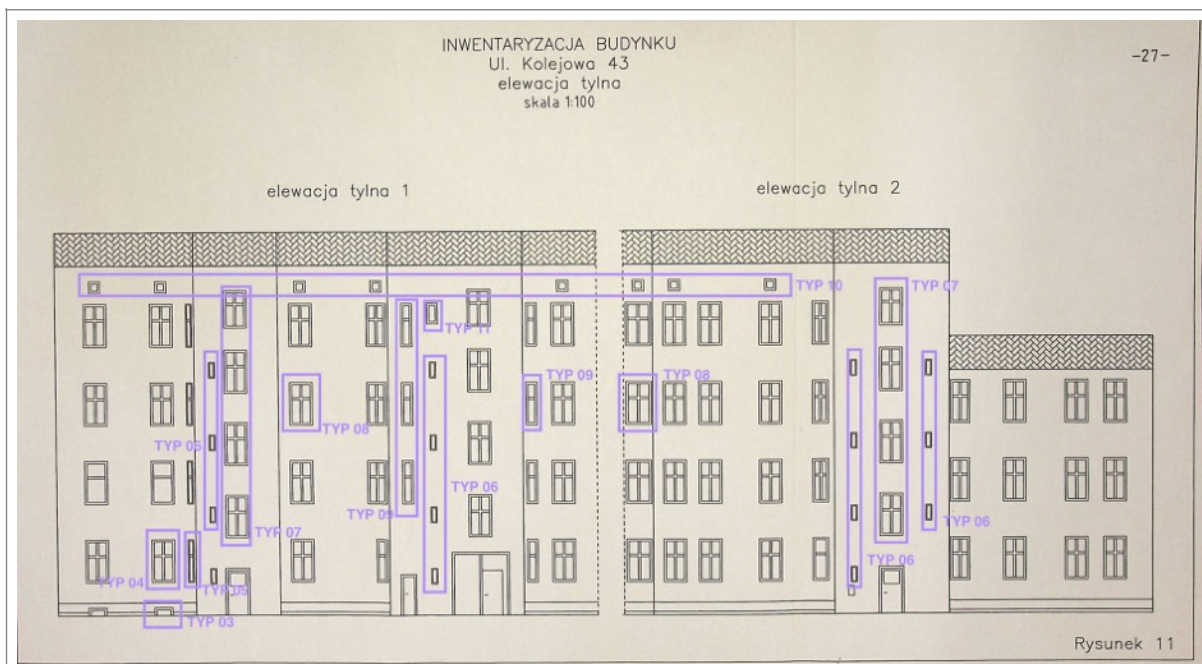 INWENTARYZACJA BUDYNKU
Ul. Kolejowa 43
elewacja tylna
skala 1:100
-27-
elewacja tylna 1
elewacja tylna 2
TYP 10
TYP 07
TYP 11
TYP 09
TYP 08
TYP 08
TYP 06
TYP 09
TYP 06
TYP 07
TYP 06
TYP 06
TYP 04
TYP 05
TYP 03
Rysunek 11